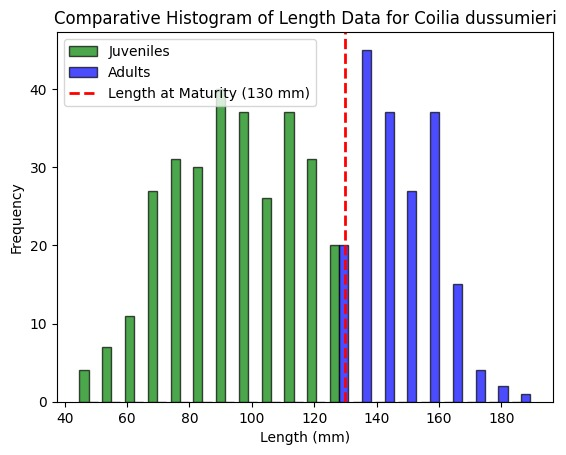 Comparative Histogram of Length Data for Coilia dussumieri
Juveniles
Adults
Length at Maturity (130 mm)
Frequency
40
30
20
10
0
40 60 80 100 120 140 160 180
Length (mm)